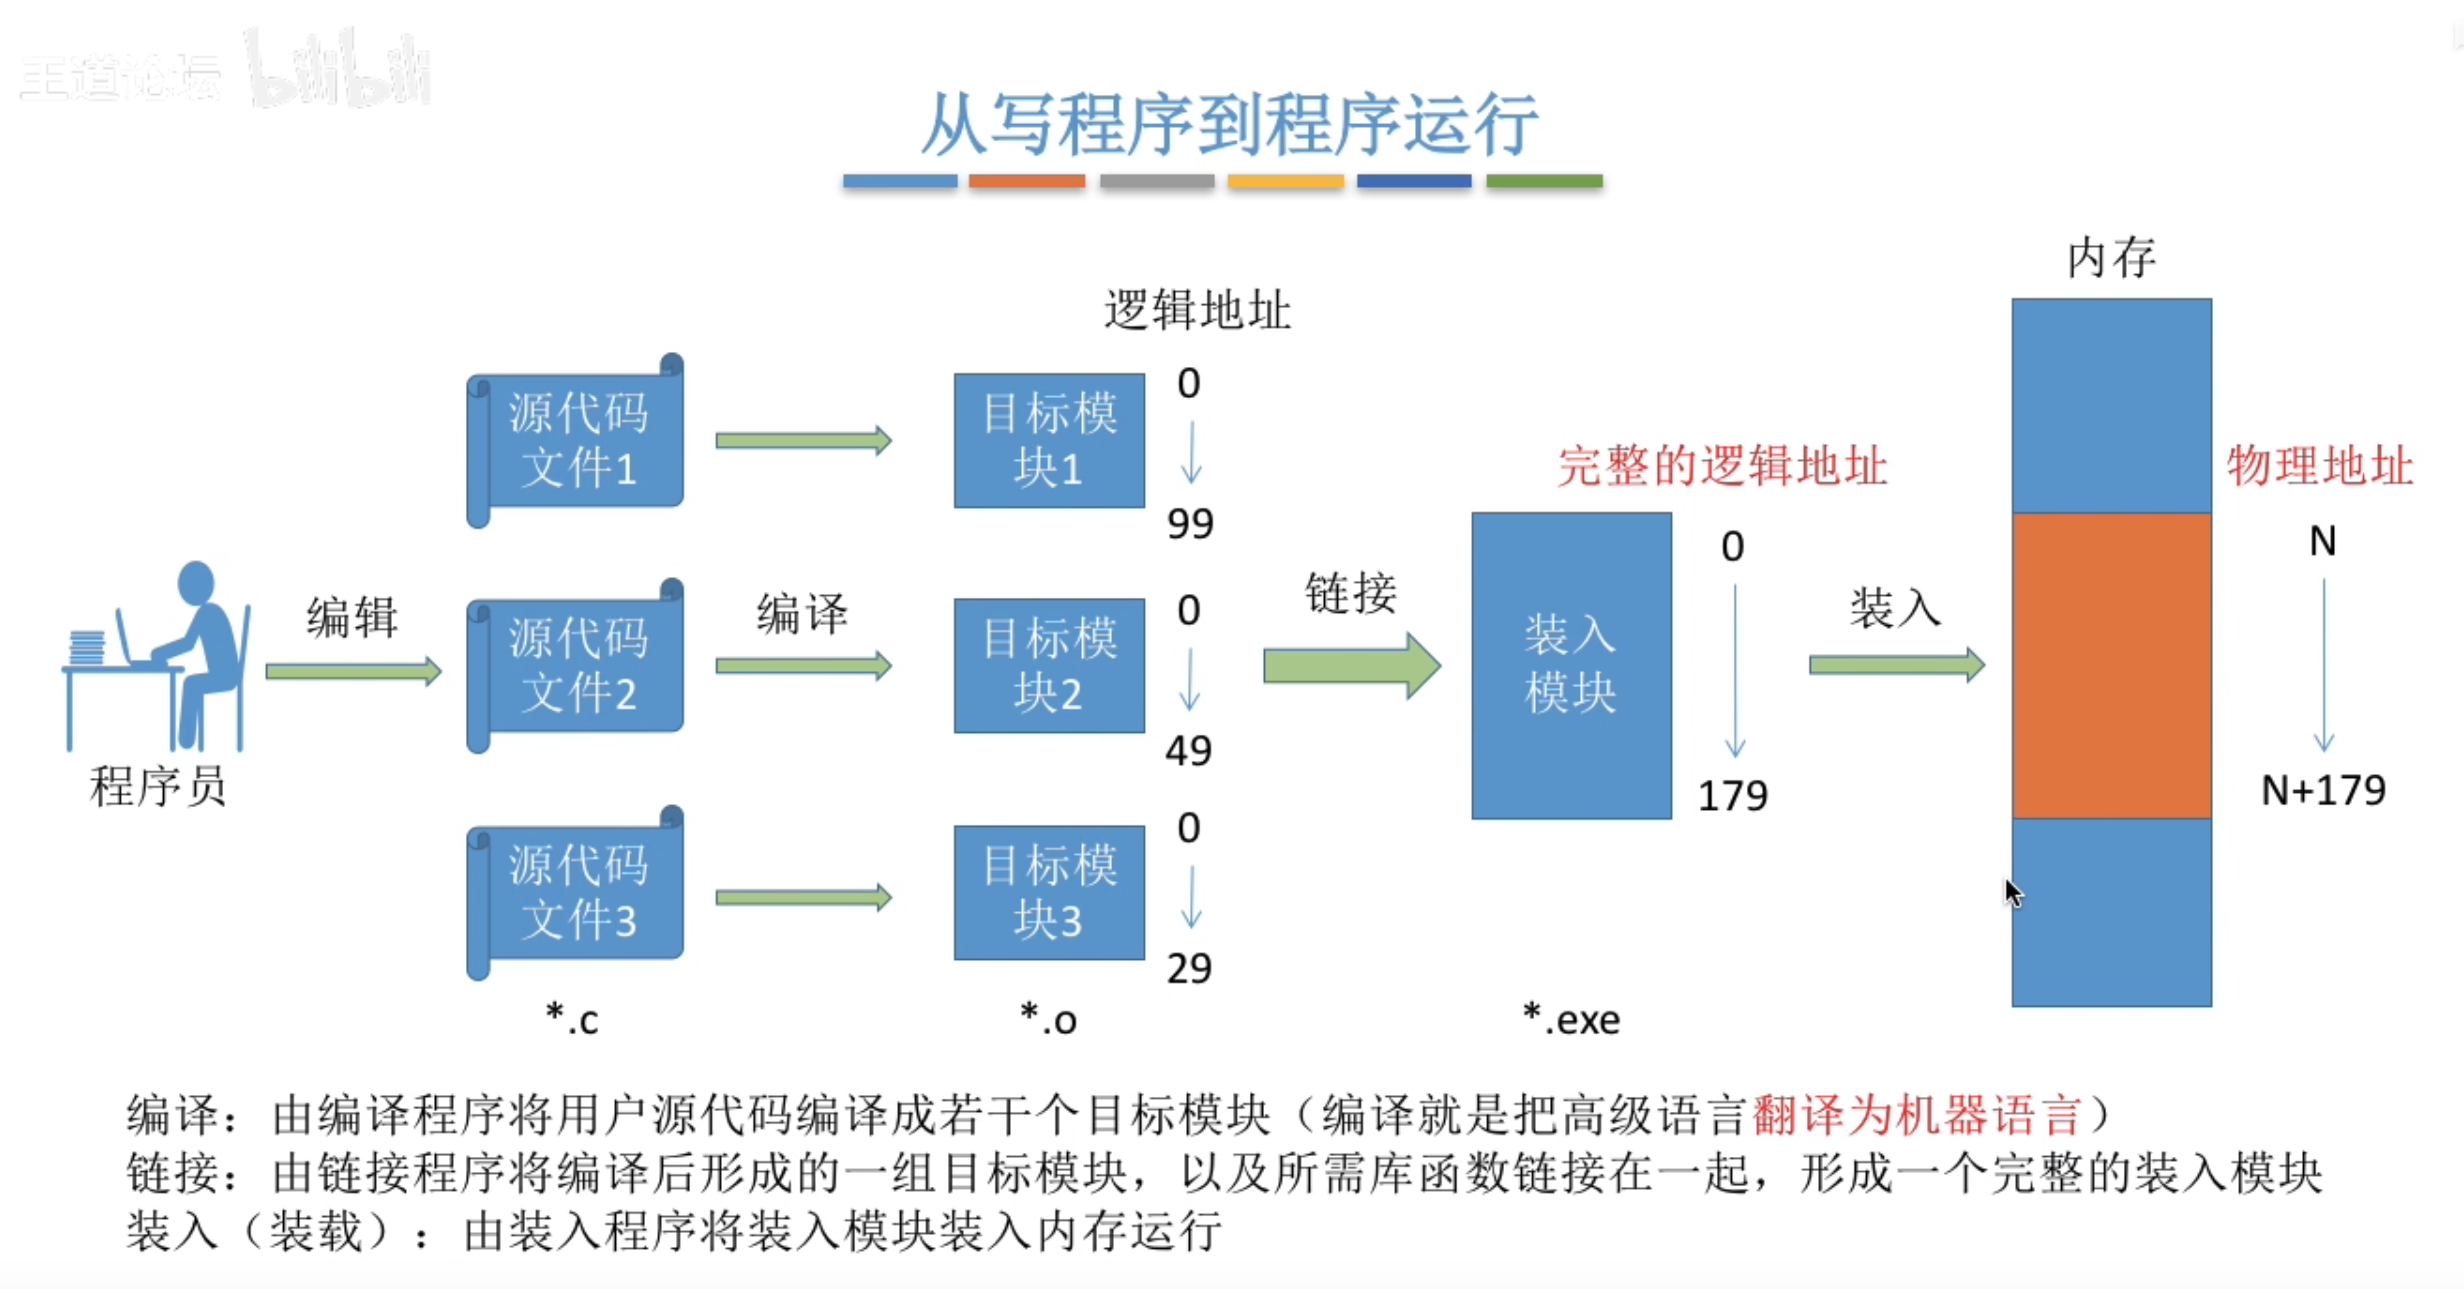 王道论坛 bilibili
从写程序到程序运行
内存
逻辑地址
源代码
文件1
目标模
块1
0
99
完整的逻辑地址
物理地址
程序员
编辑
源代码
文件2
编译
目标模
块2
0
49
链接
装入
模块
0
179
装入
N
N+179
源代码
文件3
目标模
块3
0
29
*.c
*.o
*.exe
编译：由编译程序将用户源代码编译成若干个目标模块（编译就是把高级语言翻译为机器语言）
链接：由链接程序将编译后形成的一组目标模块，以及所需库函数链接在一起，形成一个完整的装入模块
装入（装载）：由装入程序将装入模块装入内存运行